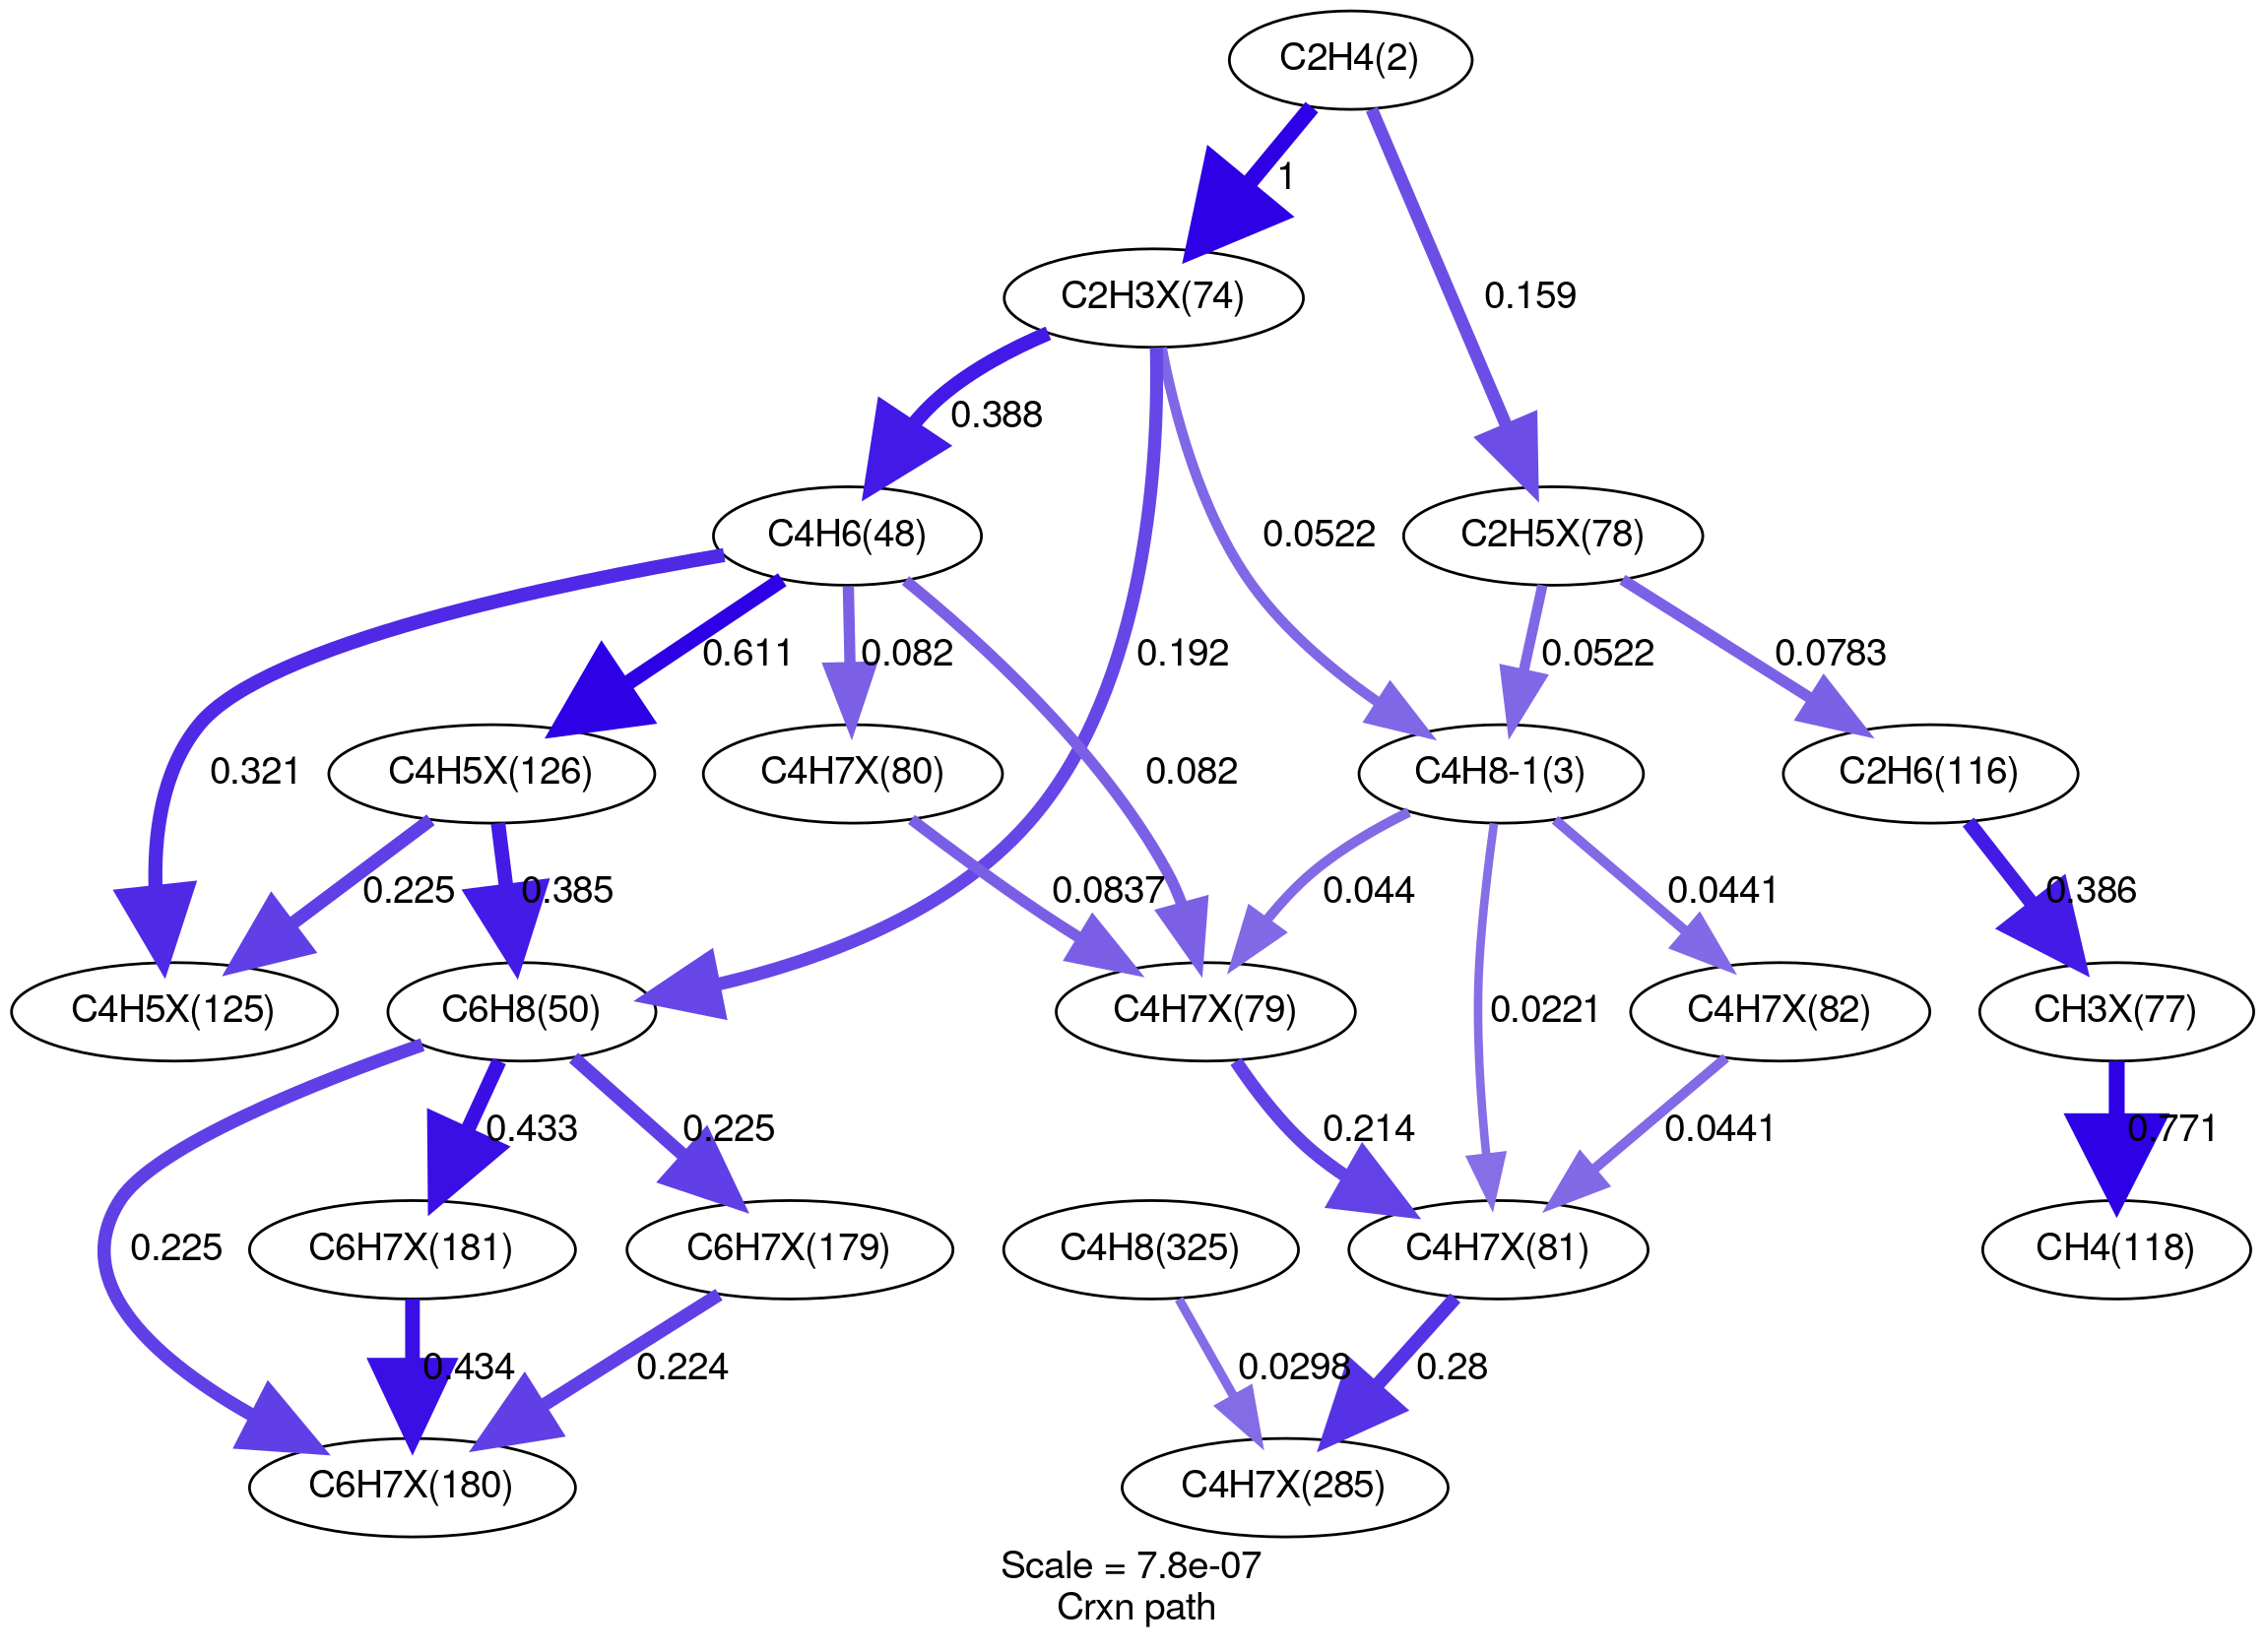 C2H4(2)
1
C2H3X(74)
0.159
0.388
C4H6(48)
0.0522
C2H5X(78)
0.611
0.082
0.192
0.0522
0.0783
0.321
C4H5X(126)
C4H7X(80)
0.082
C4H8-1(3)
C2H6(116)
0.225
0.385
0.0837
0.044
0.0441
0.386
C4H5X(125)
C6H8(50)
C4H7X(79)
0.0221
C4H7X(82)
CH3X(77)
0.433
0.225
0.214
0.0441
0.771
0.225
C6H7X(181)
C6H7X(179)
C4H8(325)
C4H7X(81)
CH4(118)
0.434
0.224
0.0298
0.28
C6H7X(180)
C4H7X(285)
Scale = 7.8e-07
Crxn path